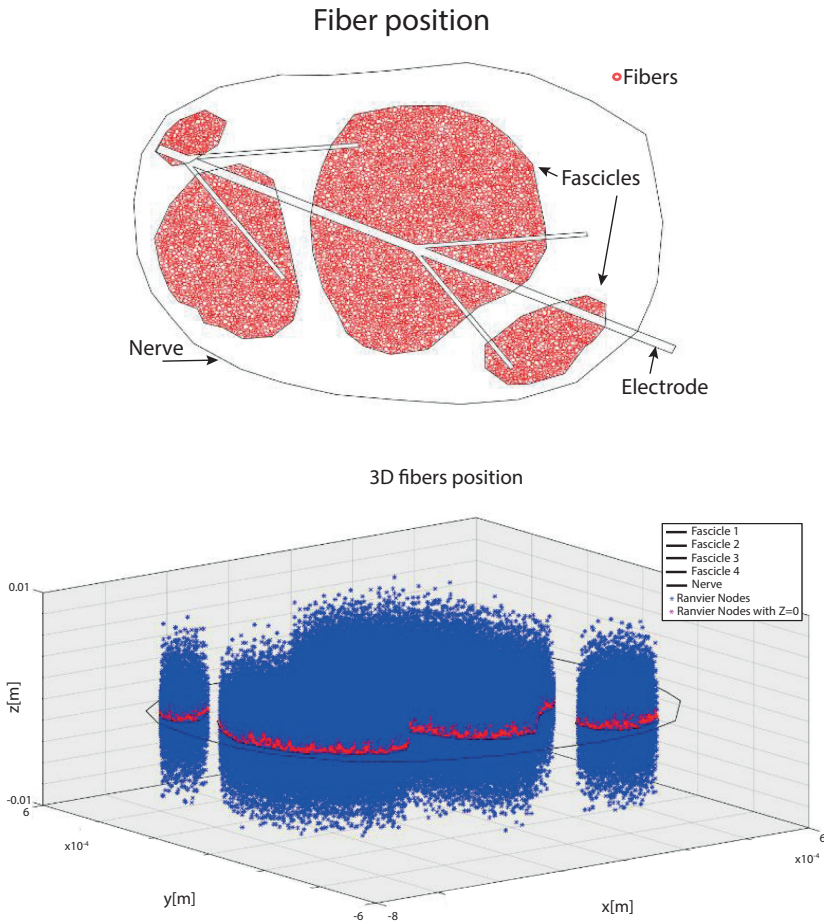 Fiber position
Fibers
Fascicles
Nerve
Electrode
3D fibers position
Fascicle 1
Fascicle 2
Fascicle 3
Fascicle 4
Nerve
Ranvier Nodes
Ranvier Nodes with Z=0
0.01
z[m]
-0.01
6
x10⁻⁴
y[m]
-6
-8
x[m]
x10⁻⁴
6